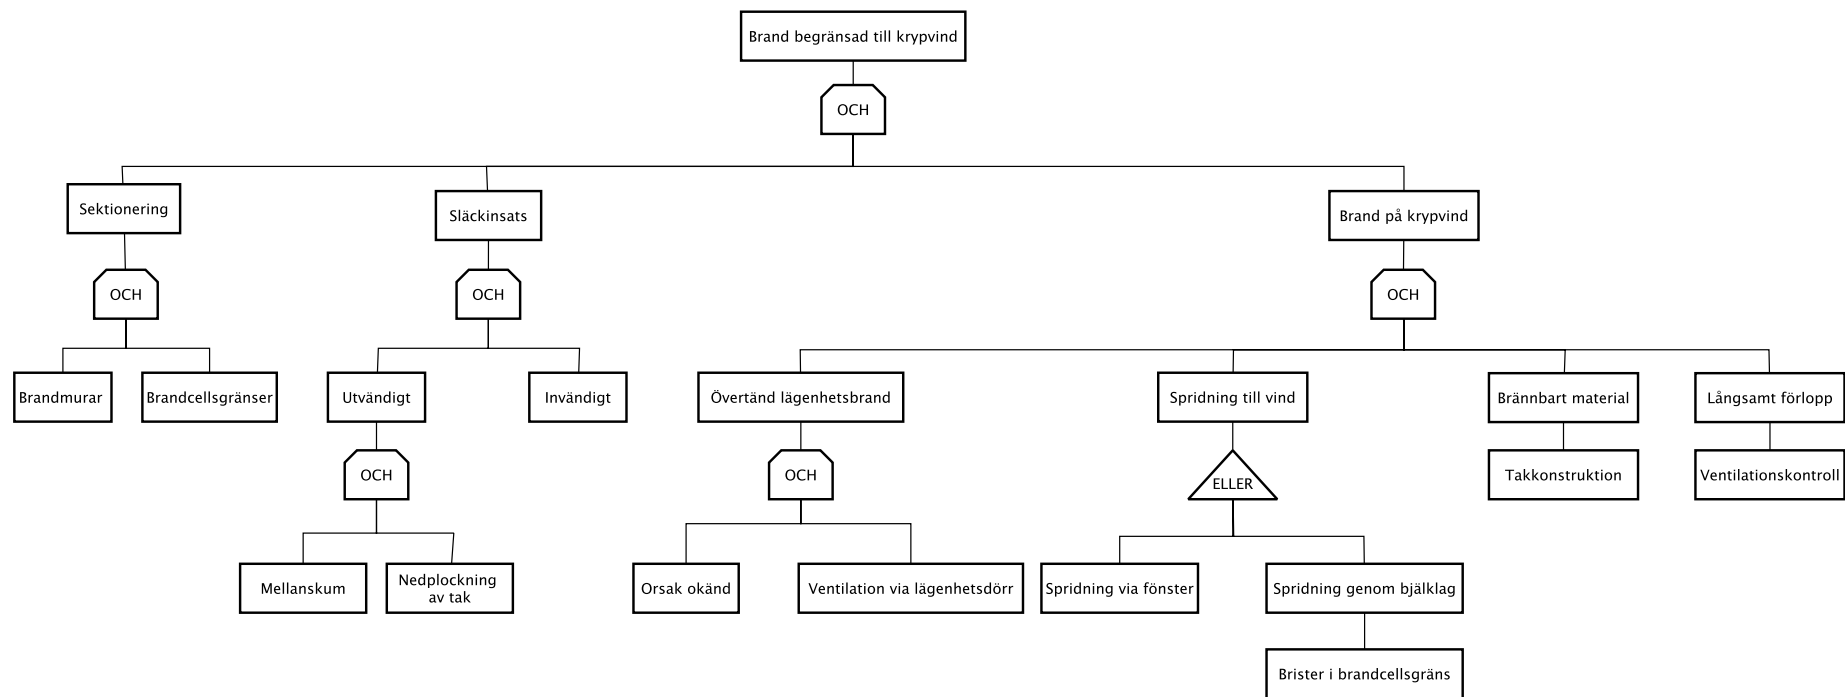 Brand begränsad till krypvind
OCH
Sektionering
Släckinsats
Brand på krypvind
OCH
OCH
OCH
Brandmurar
Brandcellsgränser
Utvändigt
Invändigt
Övertänd lägenhetsbrand
Spridning till vind
Brännbart material
Långsamt förlopp
OCH
OCH
ELLER
Takkonstruktion
Ventilationskontroll
Mellanskum
Nedplockning
av tak
Orsak okänd
Ventilation via lägenhetsdörr
Spridning via fönster
Spridning genom bjälklag
Brister i brandcellsgräns